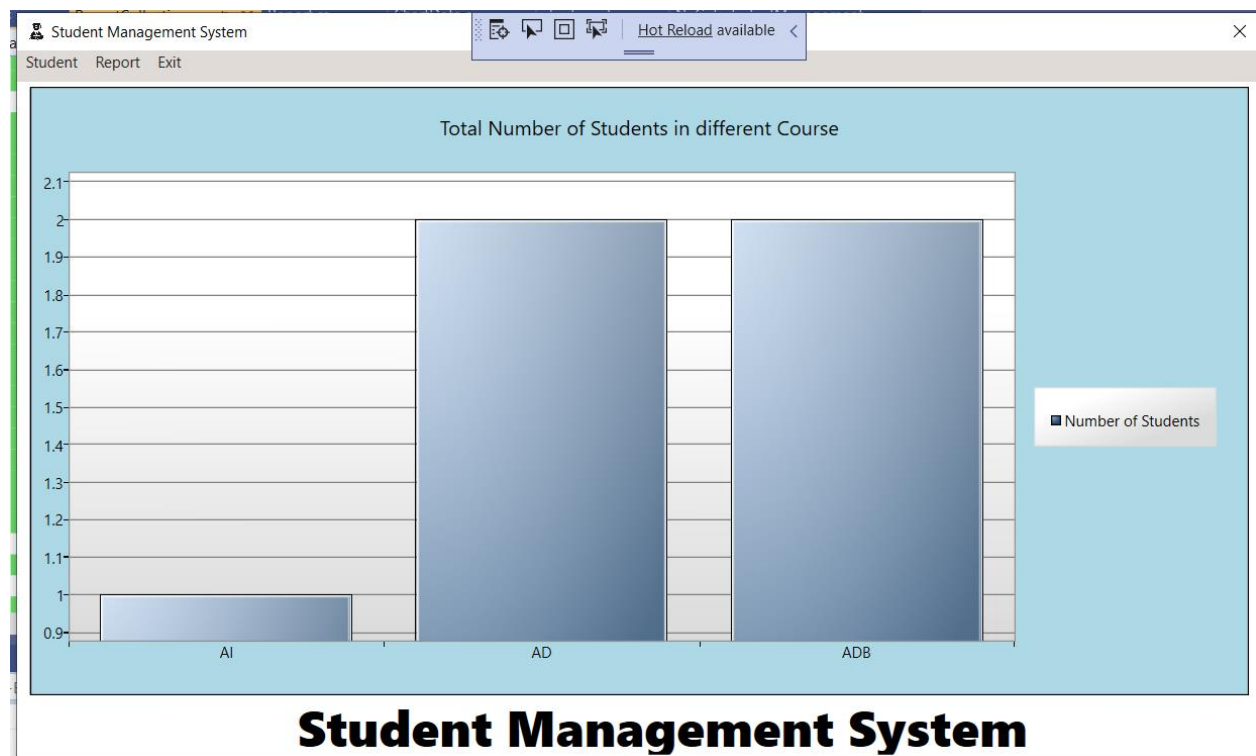 Student Management System
Hot Reload available
Student Report Exit
Total Number of Students in different Course
2.1
2
1.9
1.8
1.7
1.6
1.5
1.4
1.3
1.2
1.1
1
0.9
AI AD ADB
Number of Students
Student Management System